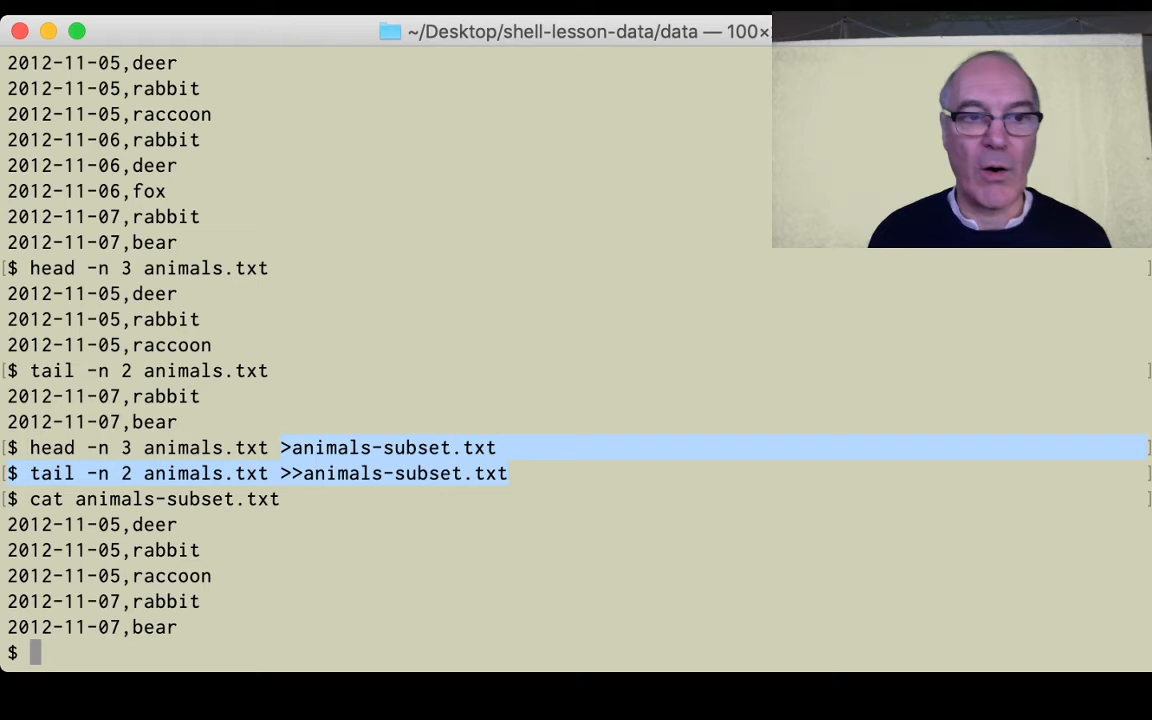 ~/Desktop/shell-lesson-data/data — 100×
2012-11-05,deer
2012-11-05,rabbit
2012-11-05,raccoon
2012-11-06,rabbit
2012-11-06,deer
2012-11-06,fox
2012-11-07,rabbit
2012-11-07,bear
[$ head -n 3 animals.txt ]
2012-11-05,deer
2012-11-05,rabbit
2012-11-05,raccoon
[$ tail -n 2 animals.txt ]
2012-11-07,rabbit
2012-11-07,bear
[$ head -n 3 animals.txt >animals-subset.txt ]
[$ tail -n 2 animals.txt >>animals-subset.txt ]
[$ cat animals-subset.txt ]
2012-11-05,deer
2012-11-05,rabbit
2012-11-05,raccoon
2012-11-07,rabbit
2012-11-07,bear
$